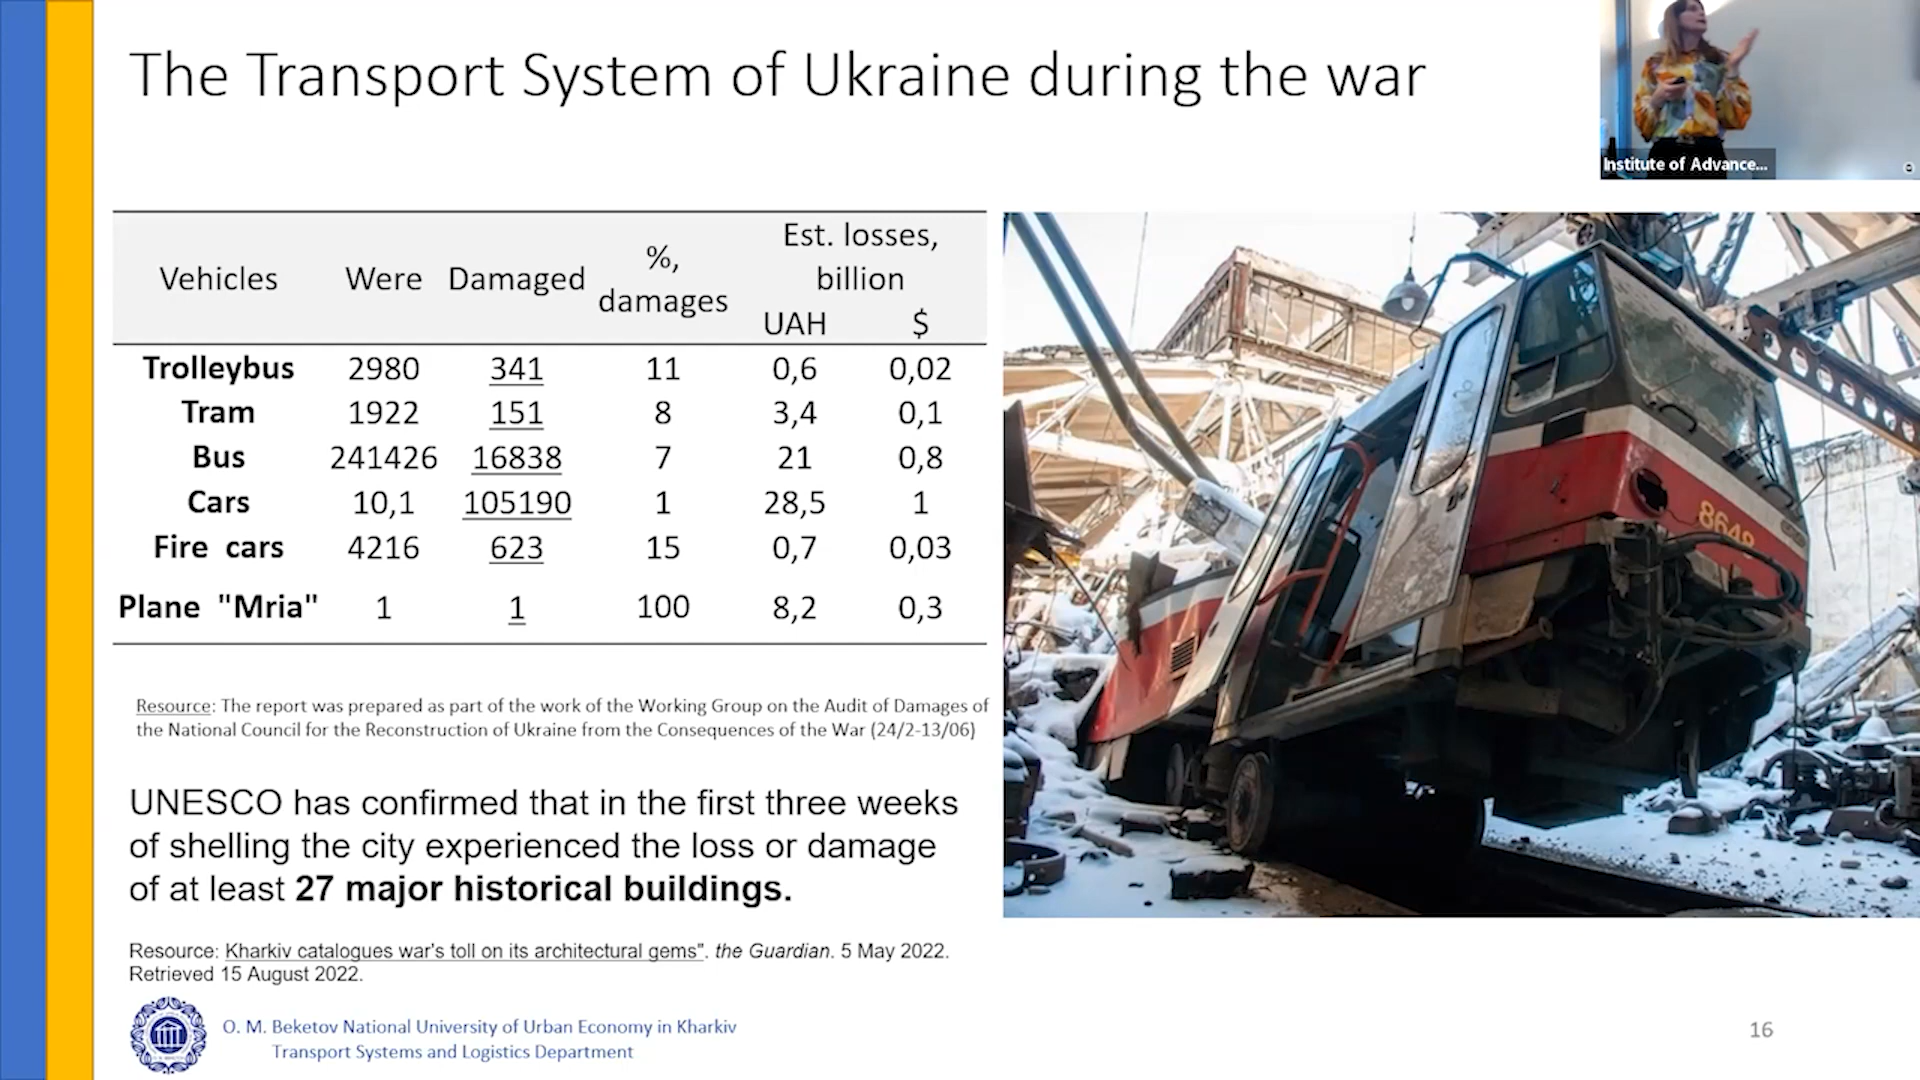 The Transport System of Ukraine during the war
Institute of Advance...
Vehicles Were Damaged %, damages Est. losses, billion
UAH $
Trolleybus 2980 341 11 0,6 0,02
Tram 1922 151 8 3,4 0,1
Bus 241426 16838 7 21 0,8
Cars 10,1 105190 1 28,5 1
Fire cars 4216 623 15 0,7 0,03
Plane "Mria" 1 1 100 8,2 0,3
Resource: The report was prepared as part of the work of the Working Group on the Audit of Damages of
the National Council for the Reconstruction of Ukraine from the Consequences of the War (24/2-13/06)
UNESCO has confirmed that in the first three weeks
of shelling the city experienced the loss or damage
of at least 27 major historical buildings.
Resource: Kharkiv catalogues war's toll on its architectural gems". the Guardian. 5 May 2022.
Retrieved 15 August 2022.
O. M. Beketov National University of Urban Economy in Kharkiv
Transport Systems and Logistics Department
16
8648